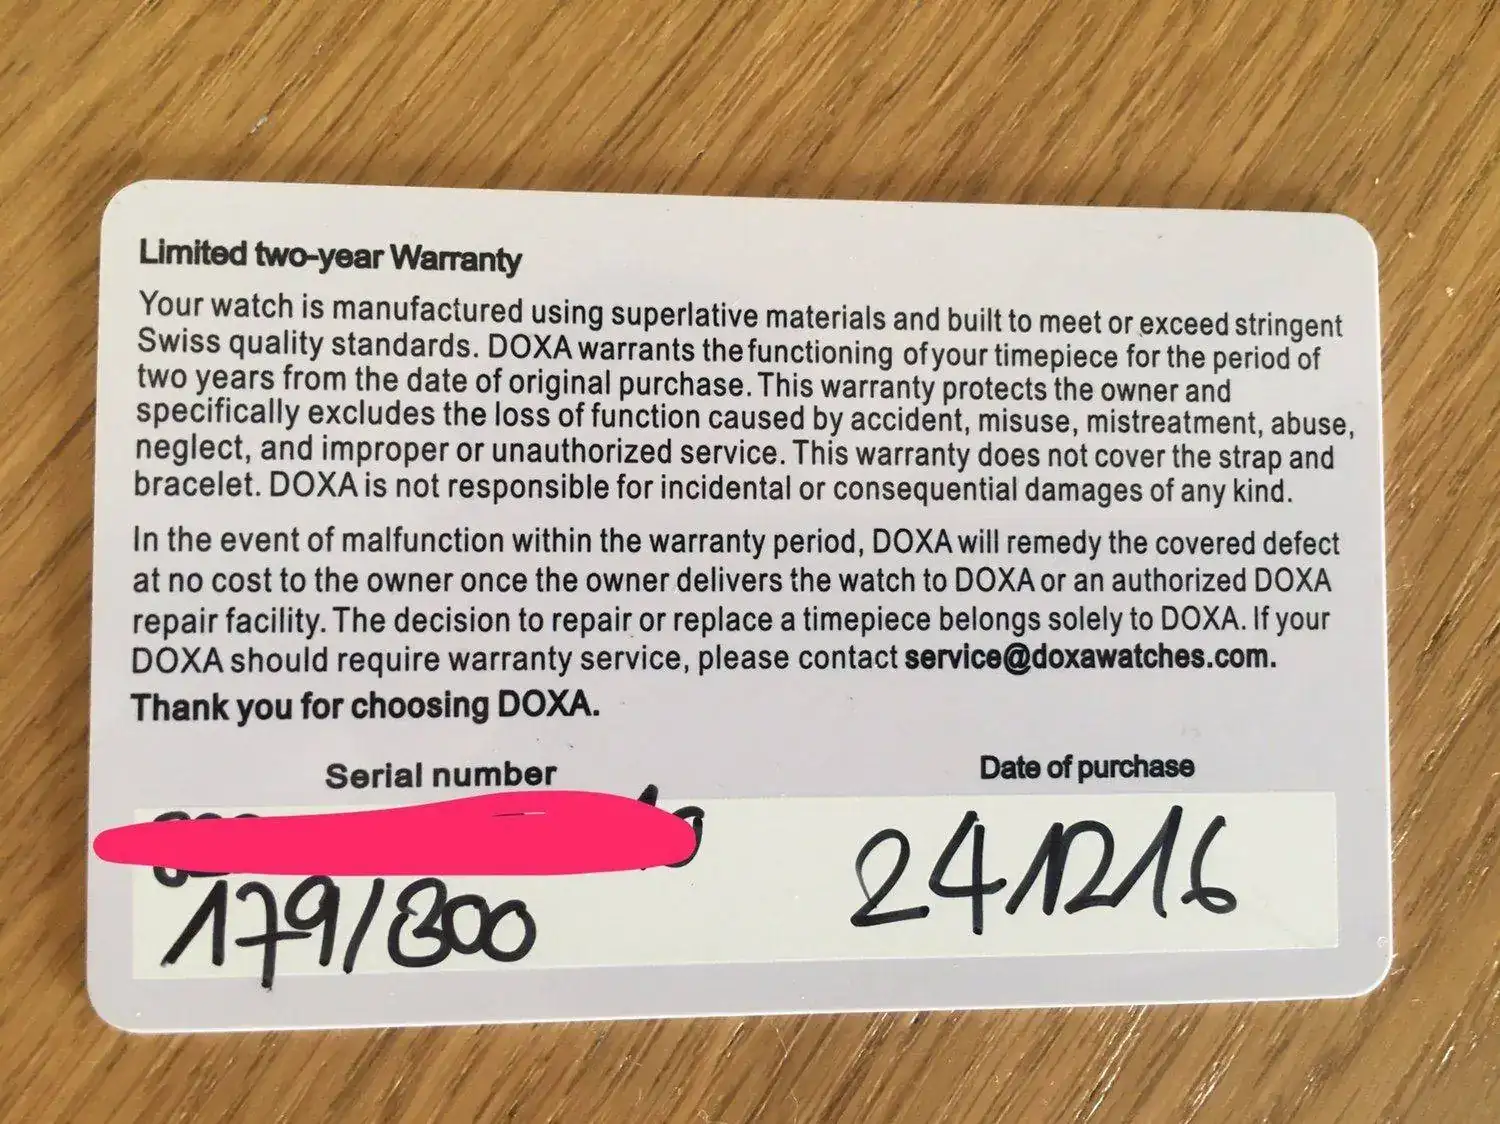 Limited two-year Warranty
Your watch is manufactured using superlative materials and built to meet or exceed stringent
Swiss quality standards. DOXA warrants the functioning of your timepiece for the period of
two years from the date of original purchase. This warranty protects the owner and
specifically excludes the loss of function caused by accident, misuse, mistreatment, abuse,
neglect, and improper or unauthorized service. This warranty does not cover the strap and
bracelet. DOXA is not responsible for incidental or consequential damages of any kind.
In the event of malfunction within the warranty period, DOXA will remedy the covered defect
at no cost to the owner once the owner delivers the watch to DOXA or an authorized DOXA
repair facility. The decision to repair or replace a timepiece belongs solely to DOXA. If your
DOXA should require warranty service, please contact service@doxawatches.com.
Thank you for choosing DOXA.
Serial number
Date of purchase
179/300
241216